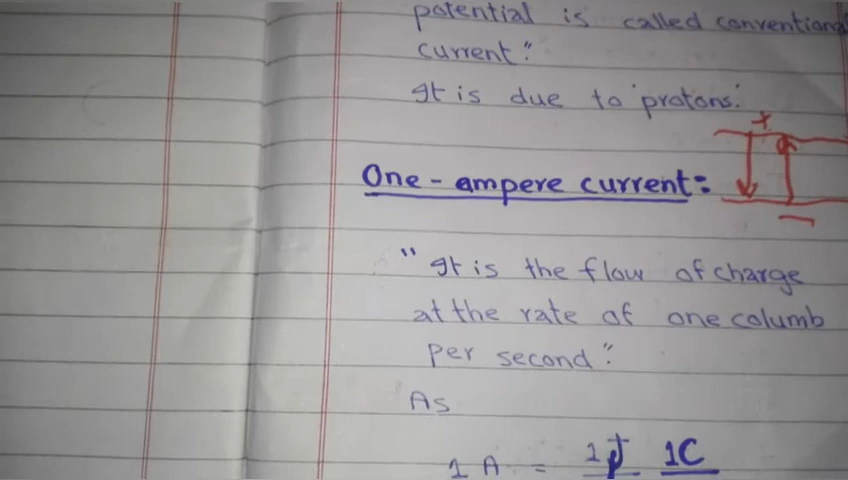 potential is called conventional
current"
It is due to 'protons'.
+
One-ampere current:
—
"It is the flow of charge
at the rate of one columb
per second".
As
1 A = 1J 1C